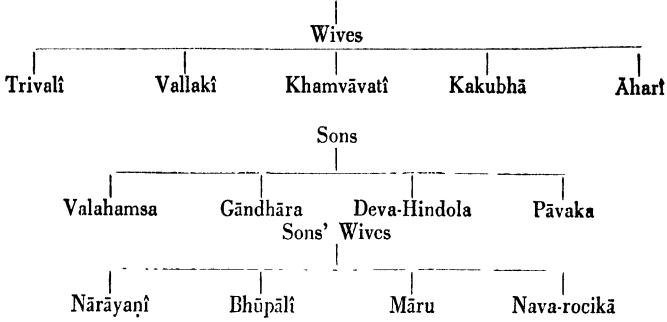 Wives
Trivalî Vallakî Khamvāvatî Kakubhā Āharî
Sons
Valahamsa Gāndhāra Deva-Hindola Pāvaka
Sons' Wives
Nārāyaṇî Bhūpālî Māru Nava-rocikā